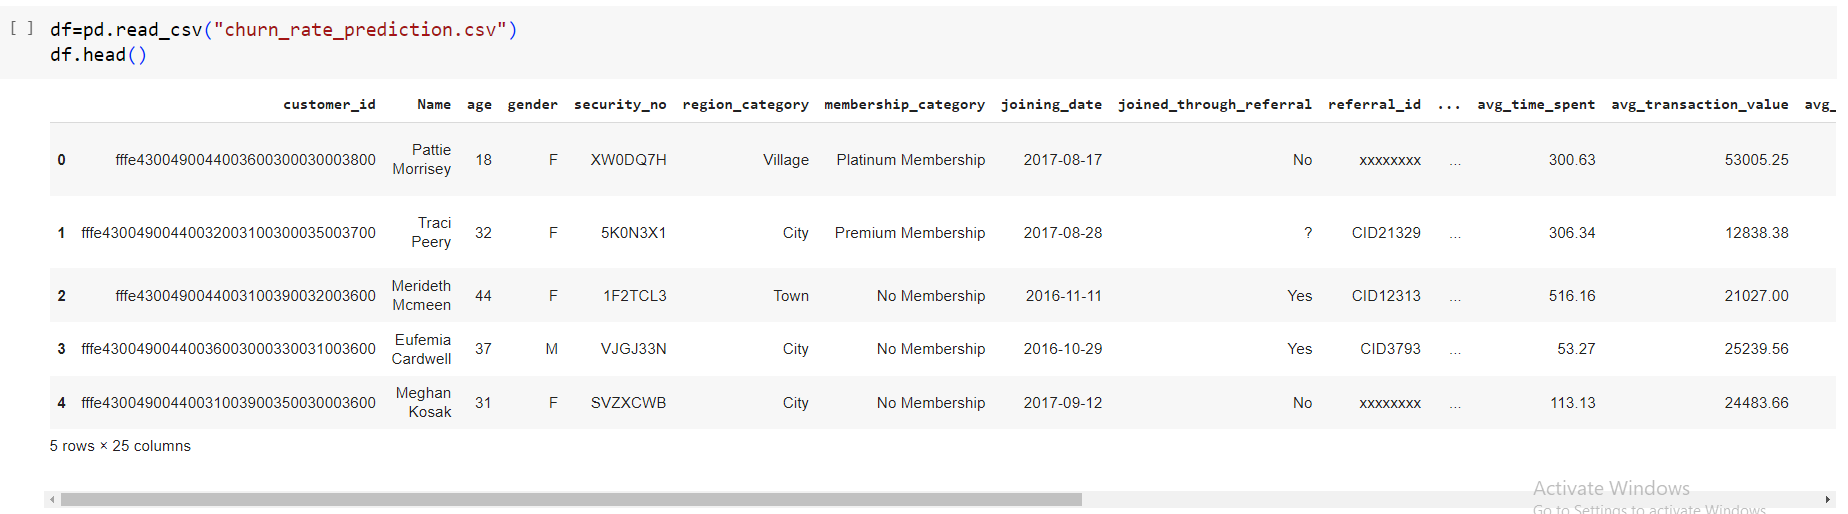 [ ] df=pd.read_csv("churn_rate_prediction.csv")
df.head()
customer_id Name age gender security_no region_category membership_category joining_date joined_through_referral referral_id ... avg_time_spent avg_transaction_value avg_
0 fffe4300490044003600300030003800 Pattie Morrisey 18 F XW0DQ7H Village Platinum Membership 2017-08-17 No xxxxxxxx ... 300.63 53005.25
1 fffe43004900440032003100300035003700 Traci Peery 32 F 5K0N3X1 City Premium Membership 2017-08-28 ? CID21329 ... 306.34 12838.38
2 fffe4300490044003100390032003600 Merideth Mcmeen 44 F 1F2TCL3 Town No Membership 2016-11-11 Yes CID12313 ... 516.16 21027.00
3 fffe43004900440036003000330031003600 Eufemia Cardwell 37 M VJGJ33N City No Membership 2016-10-29 Yes CID3793 ... 53.27 25239.56
4 fffe43004900440031003900350030003600 Meghan Kosak 31 F SVZXCWB City No Membership 2017-09-12 No xxxxxxxx ... 113.13 24483.66
5 rows × 25 columns
Activate Windows
Go to Settings to activate Windows.